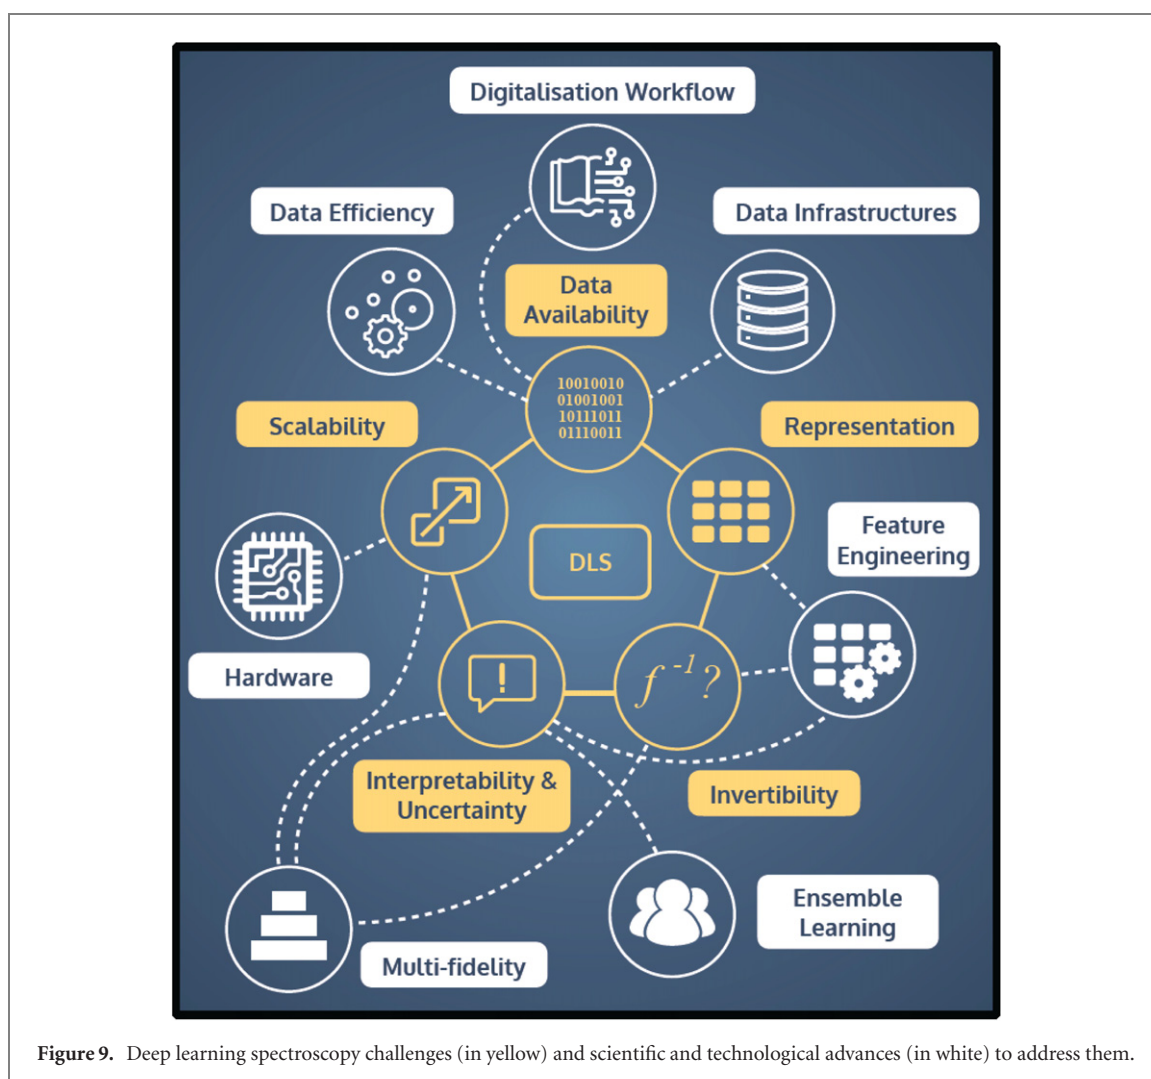 Digitalisation Workflow
Data Efficiency
Data Infrastructures
Data
Availability
10010010
01001001
10111011
01110011
Scalability
Representation
Feature
Engineering
DLS
Hardware
f⁻¹?
Interpretability &
Uncertainty
Invertibility
Ensemble
Learning
Multi-fidelity
Figure 9. Deep learning spectroscopy challenges (in yellow) and scientific and technological advances (in white) to address them.